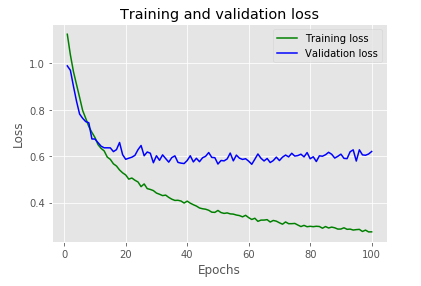 Training and validation loss
Training loss
Validation loss
Loss
1.0
0.8
0.6
0.4
0
20
40
60
80
100
Epochs